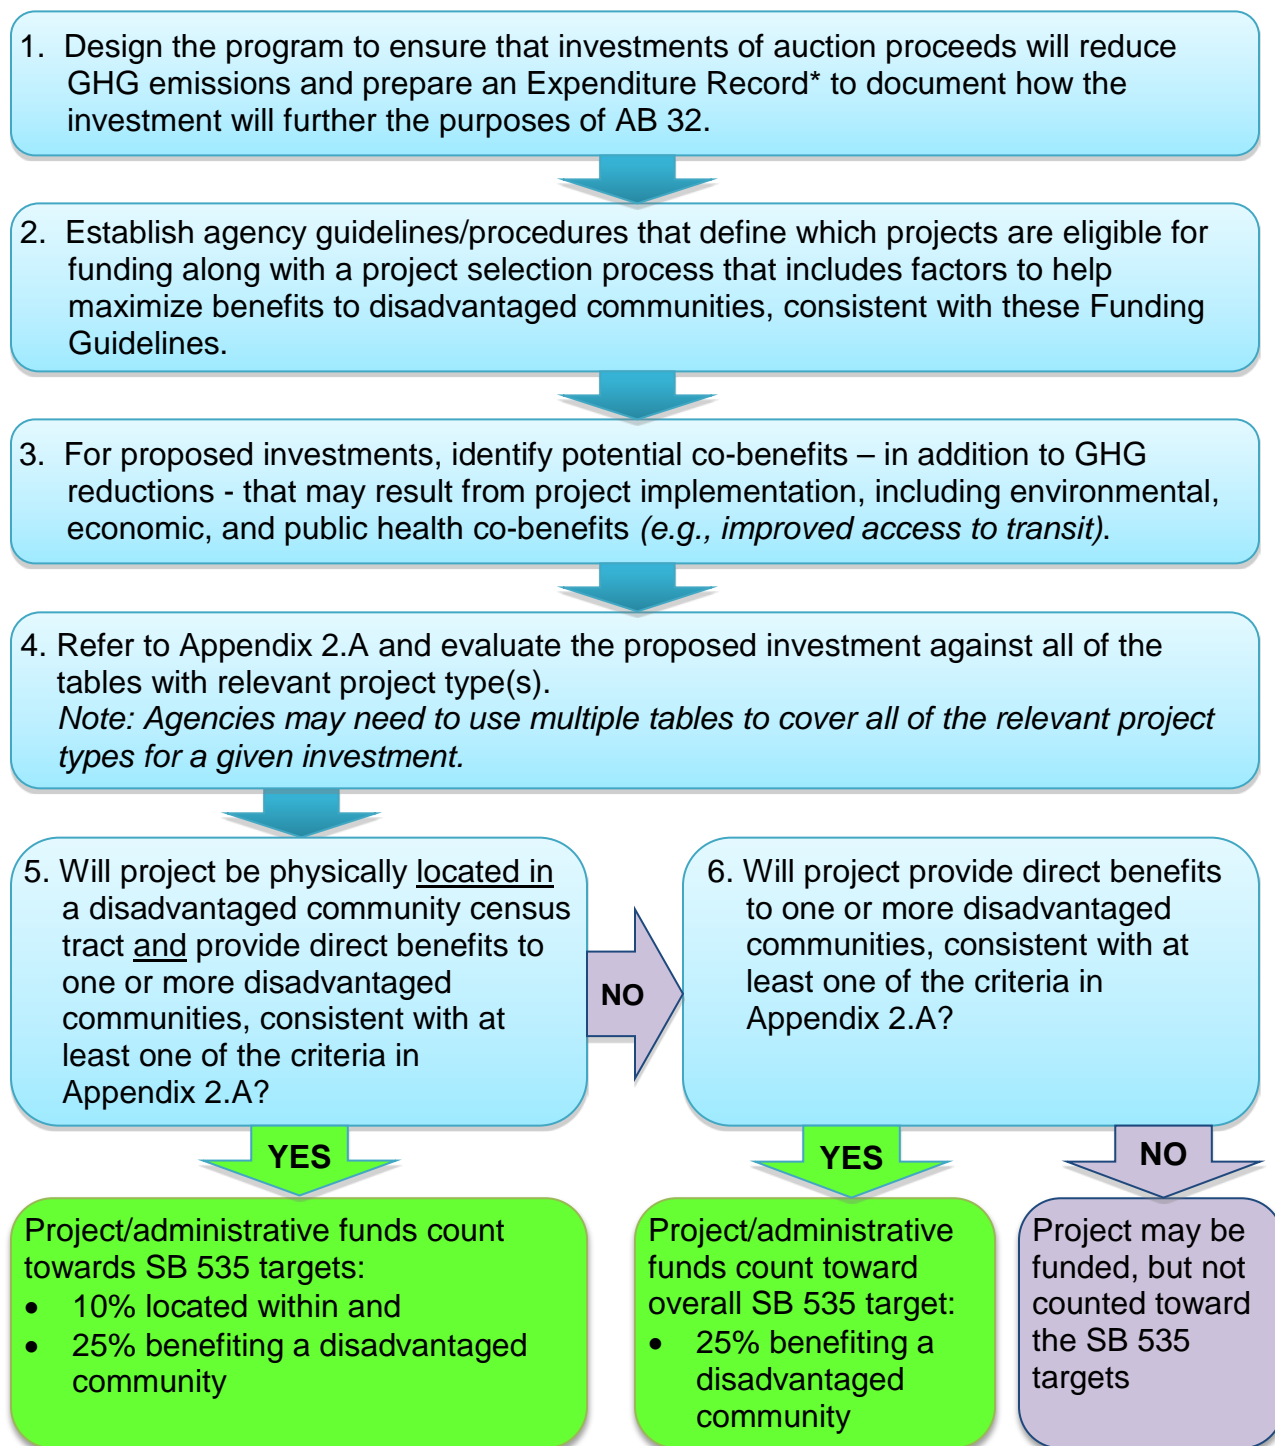 1. Design the program to ensure that investments of auction proceeds will reduce
GHG emissions and prepare an Expenditure Record* to document how the
investment will further the purposes of AB 32.
2. Establish agency guidelines/procedures that define which projects are eligible for
funding along with a project selection process that includes factors to help
maximize benefits to disadvantaged communities, consistent with these Funding
Guidelines.
3. For proposed investments, identify potential co-benefits – in addition to GHG
reductions - that may result from project implementation, including environmental,
economic, and public health co-benefits (e.g., improved access to transit).
4. Refer to Appendix 2.A and evaluate the proposed investment against all of the
tables with relevant project type(s).
Note: Agencies may need to use multiple tables to cover all of the relevant project
types for a given investment.
5. Will project be physically located in
a disadvantaged community census
tract and provide direct benefits to
one or more disadvantaged
communities, consistent with at
least one of the criteria in
Appendix 2.A?
NO
6. Will project provide direct benefits
to one or more disadvantaged
communities, consistent with at
least one of the criteria in
Appendix 2.A?
YES
YES
NO
Project/administrative funds count
towards SB 535 targets:
• 10% located within and
• 25% benefiting a disadvantaged
community
Project/administrative
funds count toward
overall SB 535 target:
• 25% benefiting a
disadvantaged
community
Project may be
funded, but not
counted toward
the SB 535
targets